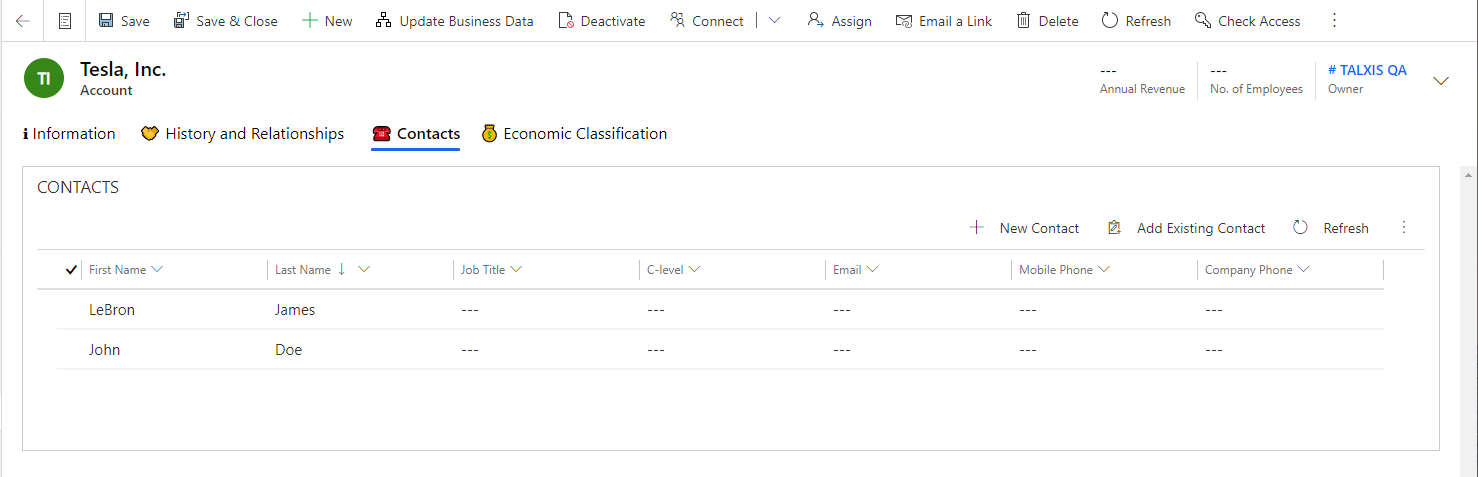 Save Save & Close New Update Business Data Deactivate Connect Assign Email a Link Delete Refresh Check Access
TI Tesla, Inc. --- --- # TALXIS QA
Account Annual Revenue No. of Employees Owner
Information History and Relationships Contacts Economic Classification
CONTACTS
New Contact Add Existing Contact Refresh
First Name Last Name Job Title C-level Email Mobile Phone Company Phone
LeBron James --- --- --- --- ---
John Doe --- --- --- --- ---